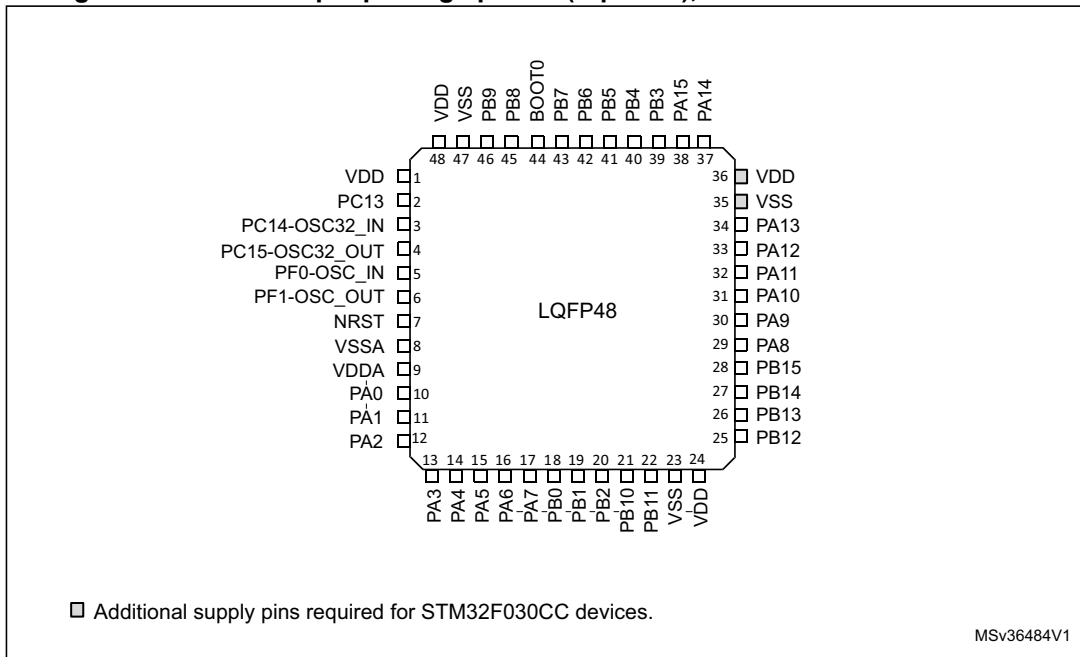 VDD
VSS
PB9
PB8
BOOT0
PB7
PB6
PB5
PB4
PB3
PA15
PA14
48 47 46 45 44 43 42 41 40 39 38 37
VDD 1
PC13 2
PC14-OSC32_IN 3
PC15-OSC32_OUT 4
PF0-OSC_IN 5
PF1-OSC_OUT 6
NRST 7
VSSA 8
VDDA 9
PA0 10
PA1 11
PA2 12
LQFP48
36 VDD
35 VSS
34 PA13
33 PA12
32 PA11
31 PA10
30 PA9
29 PA8
28 PB15
27 PB14
26 PB13
25 PB12
13 14 15 16 17 18 19 20 21 22 23 24
PA3
PA4
PA5
PA6
PA7
PB0
PB1
PB2
PB10
PB11
VSS
VDD
Additional supply pins required for STM32F030CC devices.
MSv36484V1